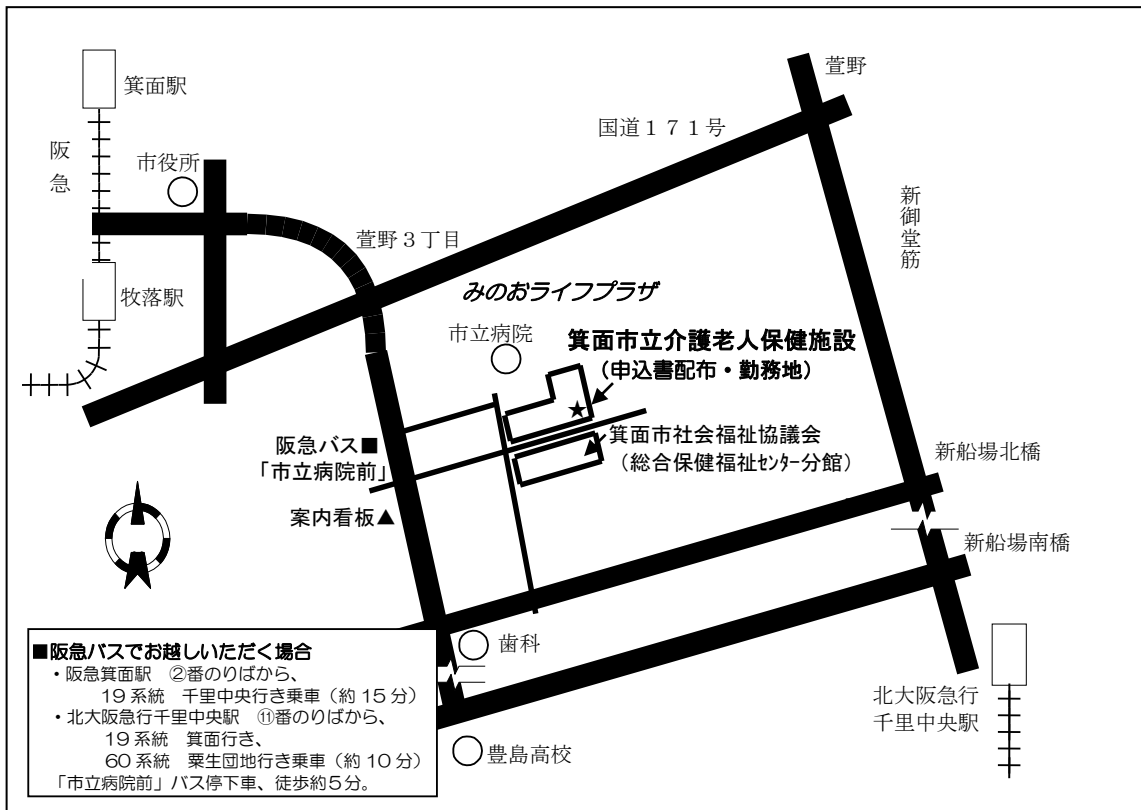 箕面駅
萱野
国道171号
阪
急
市役所
新御堂筋
萱野3丁目
牧落駅
みのおライフプラザ
市立病院
箕面市立介護老人保健施設
(申込書配布・勤務地)
★
阪急バス■
「市立病院前」
箕面市社会福祉協議会
(総合保健福祉センター分館)
新船場北橋
案内看板▲
新船場南橋
歯科
北大阪急行
千里中央駅
豊島高校
■阪急バスでお越しいただく場合
・阪急箕面駅 ②番のりばから、
19系統 千里中央行き乗車(約15分)
・北大阪急行千里中央駅 ⑪番のりばから、
19系統 箕面行き、
60系統 粟生団地行き乗車(約10分)
「市立病院前」バス停下車、徒歩約5分。